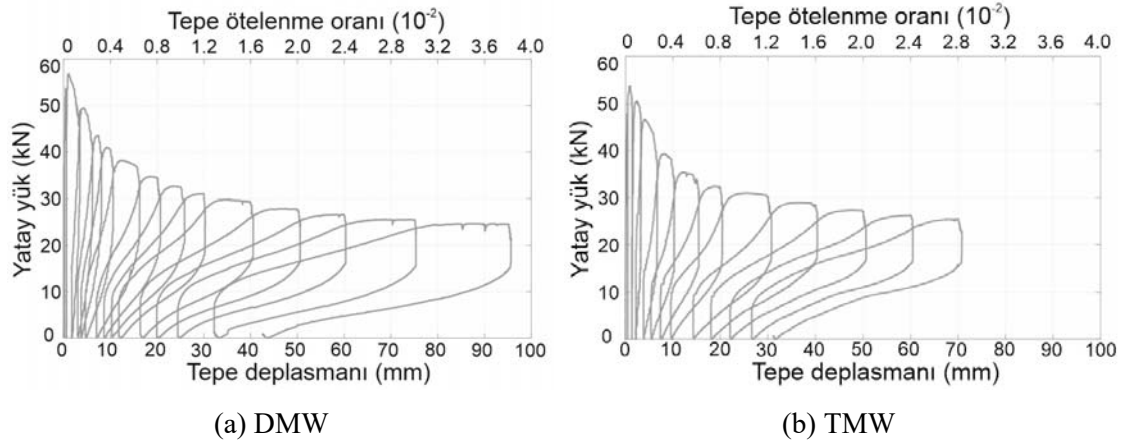 Tepe ötelenme oranı (10⁻²)
0 0.4 0.8 1.2 1.6 2.0 2.4 2.8 3.2 3.6 4.0
60
50
40
30
20
10
0
Yatay yük (kN)
0 10 20 30 40 50 60 70 80 90 100
Tepe deplasmanı (mm)
(a) DMW
Tepe ötelenme oranı (10⁻²)
0 0.4 0.8 1.2 1.6 2.0 2.4 2.8 3.2 3.6 4.0
60
50
40
30
20
10
0
Yatay yük (kN)
0 10 20 30 40 50 60 70 80 90 100
Tepe deplasmanı (mm)
(b) TMW